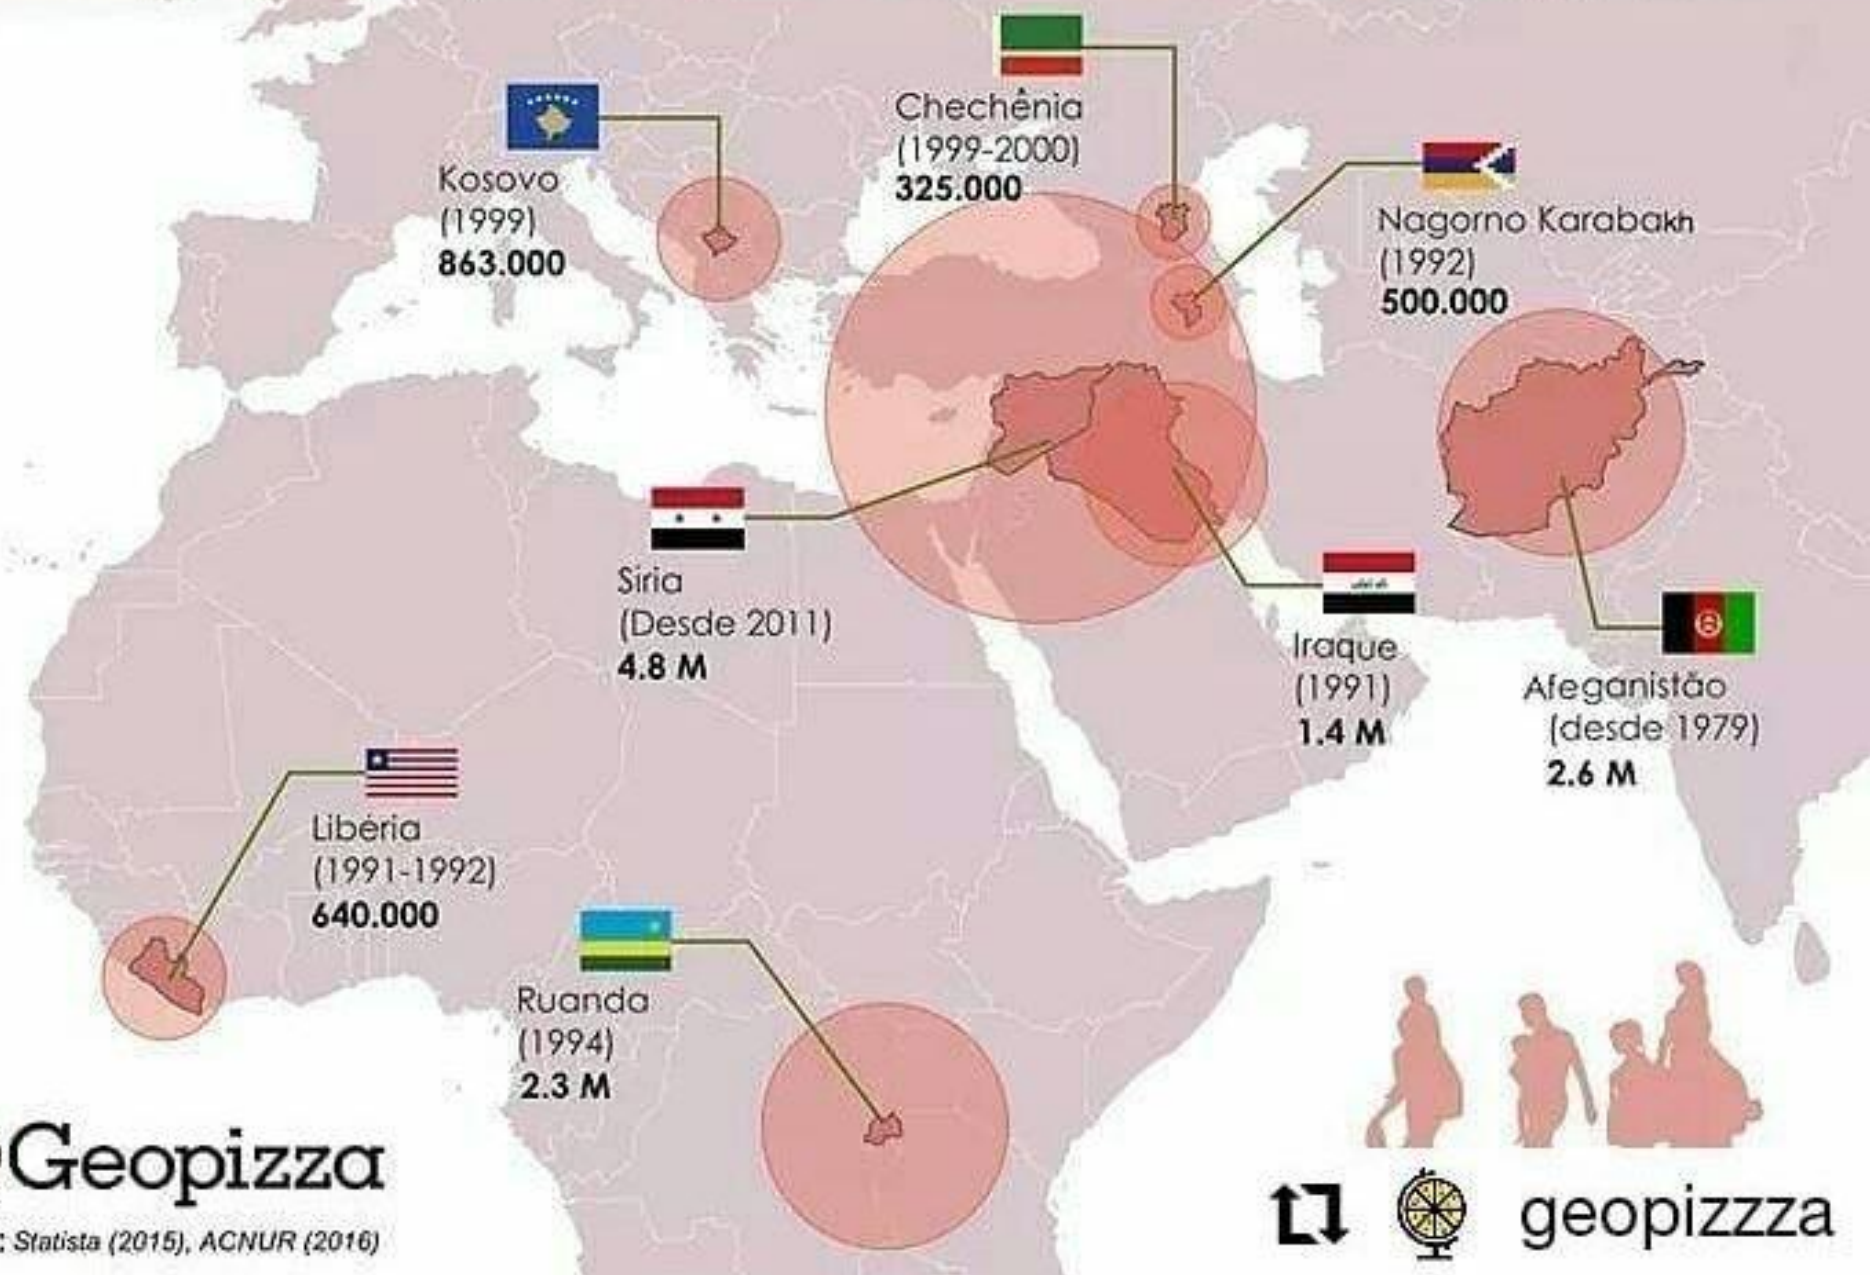 Chechênia
(1999-2000)
325.000
Kosovo
(1999)
863.000
Nagorno Karabakh
(1992)
500.000
Síria
(Desde 2011)
4.8 M
Iraque
(1991)
1.4 M
Afeganistão
(desde 1979)
2.6 M
Libéria
(1991-1992)
640.000
Ruanda
(1994)
2.3 M
Geopizza
: Statista (2015), ACNUR (2016)
geopizzza